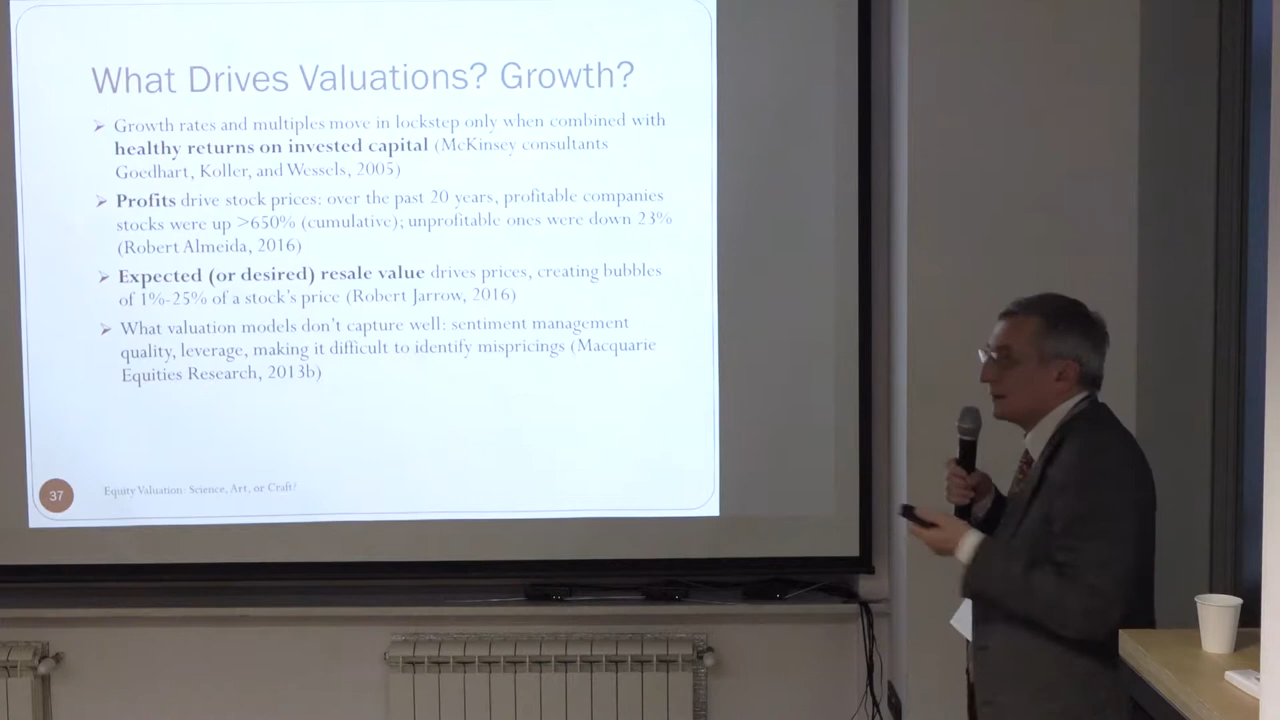 What Drives Valuations? Growth?
➢ Growth rates and multiples move in lockstep only when combined with
healthy returns on invested capital (McKinsey consultants
Goedhart, Koller, and Wessels, 2005)
➢ Profits drive stock prices: over the past 20 years, profitable companies
stocks were up >650% (cumulative); unprofitable ones were down 23%
(Robert Almeida, 2016)
➢ Expected (or desired) resale value drives prices, creating bubbles
of 1%-25% of a stock's price (Robert Jarrow, 2016)
➢ What valuation models don't capture well: sentiment management
quality, leverage, making it difficult to identify mispricings (Macquarie
Equities Research, 2013b)
37
Equity Valuation: Science, Art, or Craft?